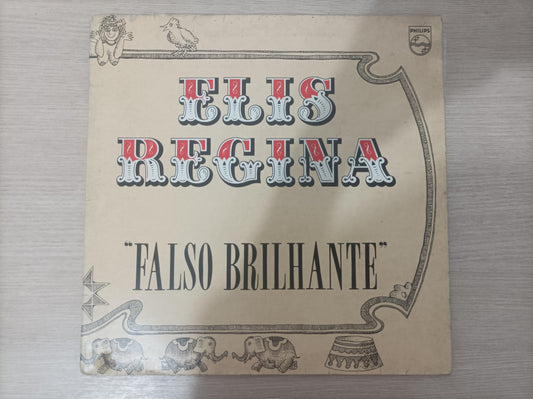 PHILIPS
ELIS
REGINA
"FALSO BRILHANTE"